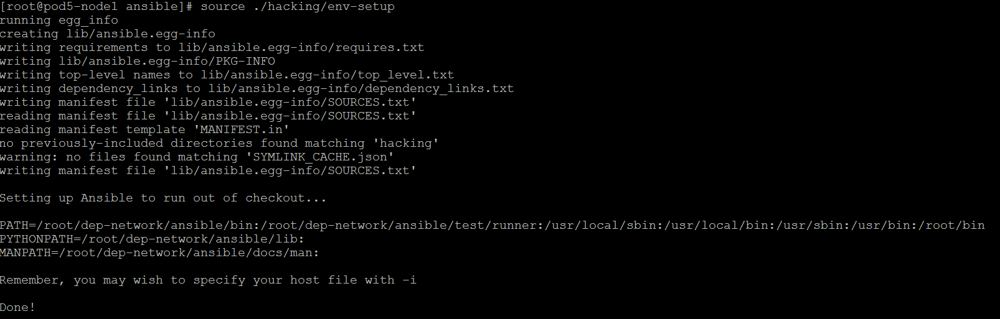 [root@pod5-node1 ansible]# source ./hacking/env-setup
running egg_info
creating lib/ansible.egg-info
writing requirements to lib/ansible.egg-info/requires.txt
writing lib/ansible.egg-info/PKG-INFO
writing top-level names to lib/ansible.egg-info/top_level.txt
writing dependency_links to lib/ansible.egg-info/dependency_links.txt
writing manifest file 'lib/ansible.egg-info/SOURCES.txt'
reading manifest file 'lib/ansible.egg-info/SOURCES.txt'
reading manifest template 'MANIFEST.in'
no previously-included directories found matching 'hacking'
warning: no files found matching 'SYMLINK_CACHE.json'
writing manifest file 'lib/ansible.egg-info/SOURCES.txt'
Setting up Ansible to run out of checkout...
PATH=/root/dep-network/ansible/bin:/root/dep-network/ansible/test/runner:/usr/local/sbin:/usr/local/bin:/usr/sbin:/usr/bin:/root/bin
PYTHONPATH=/root/dep-network/ansible/lib:
MANPATH=/root/dep-network/ansible/docs/man:
Remember, you may wish to specify your host file with -i
Done!